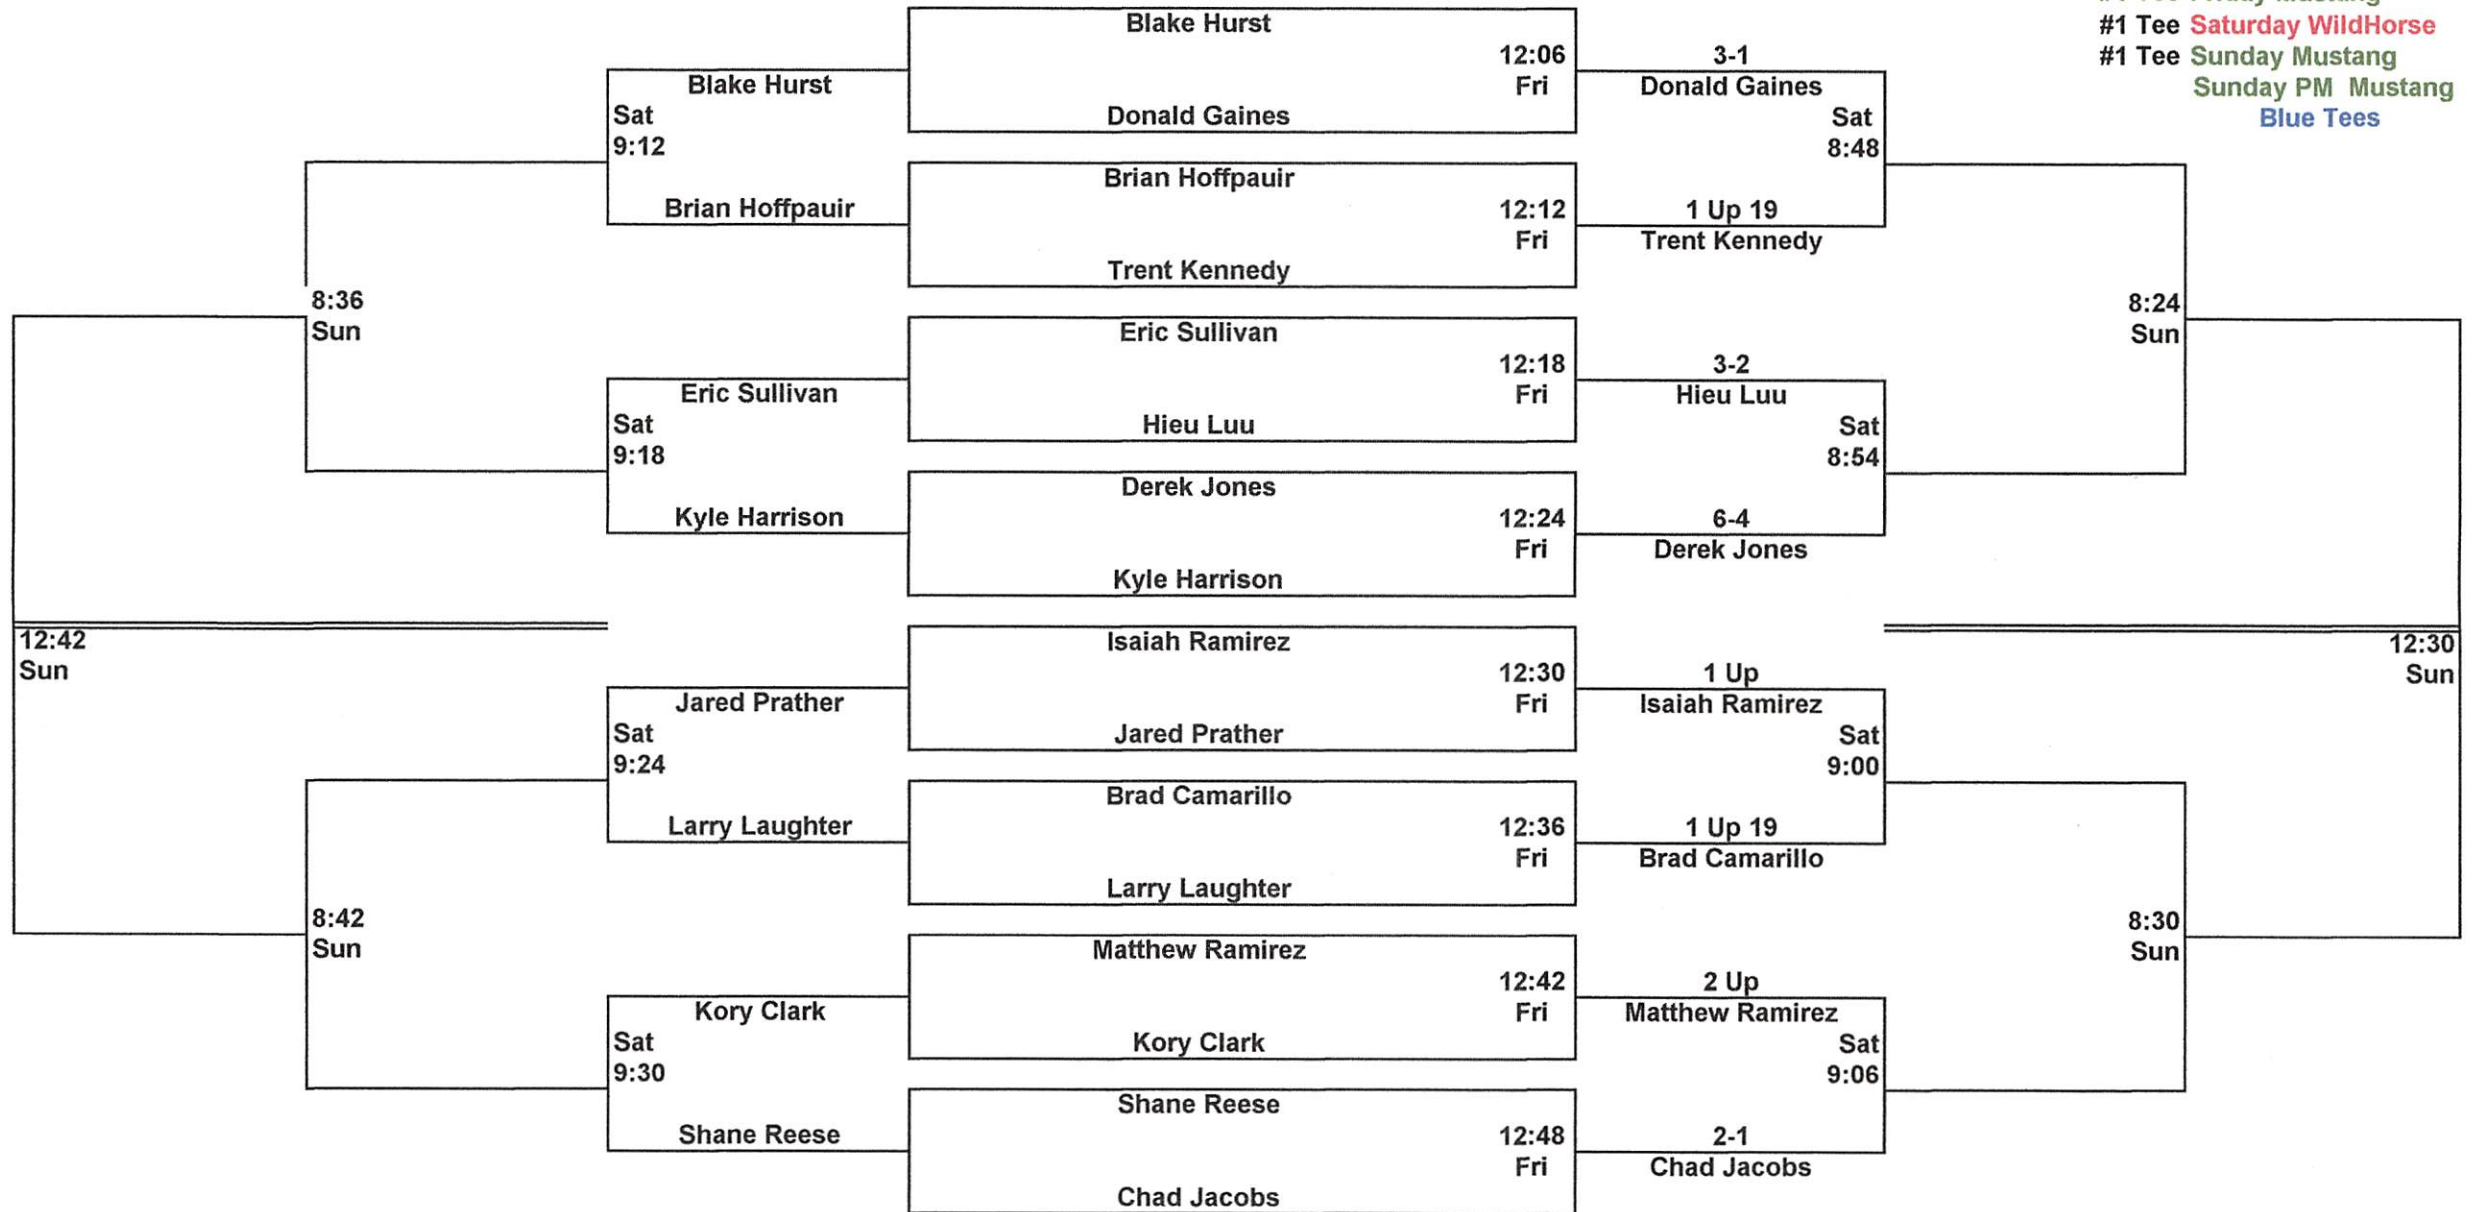 #1 Tee Friday Mustang
#1 Tee Saturday WildHorse
#1 Tee Sunday Mustang
Sunday PM Mustang
Blue Tees
12:42
Sun
8:36
Sun
8:42
Sun
Blake Hurst
Sat
9:12
Brian Hoffpauir
Eric Sullivan
Sat
9:18
Kyle Harrison
Jared Prather
Sat
9:24
Larry Laughter
Kory Clark
Sat
9:30
Shane Reese
Blake Hurst
12:06
Fri
Donald Gaines
Brian Hoffpauir
12:12
Fri
Trent Kennedy
Eric Sullivan
12:18
Fri
Hieu Luu
Derek Jones
12:24
Fri
Kyle Harrison
Isaiah Ramirez
12:30
Fri
Jared Prather
Brad Camarillo
12:36
Fri
Larry Laughter
Matthew Ramirez
12:42
Fri
Kory Clark
Shane Reese
12:48
Fri
Chad Jacobs
3-1
Donald Gaines
Sat
8:48
1 Up 19
Trent Kennedy
3-2
Hieu Luu
Sat
8:54
6-4
Derek Jones
1 Up
Isaiah Ramirez
Sat
9:00
1 Up 19
Brad Camarillo
2 Up
Matthew Ramirez
Sat
9:06
2-1
Chad Jacobs
8:24
Sun
8:30
Sun
12:30
Sun